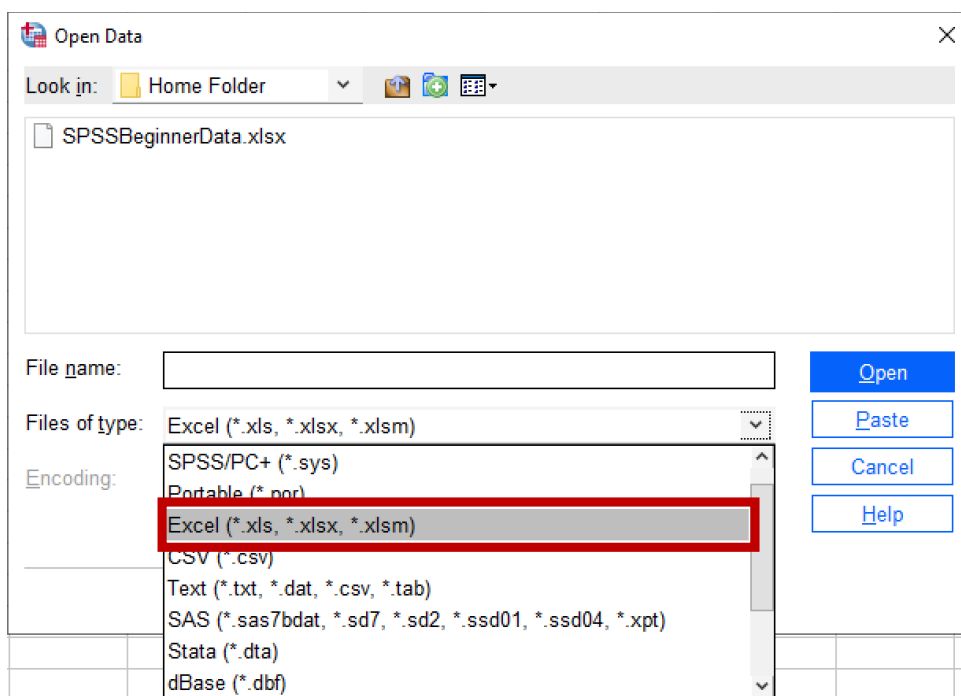 Open Data
Look in: Home Folder
SPSSBeginnerData.xlsx
File name:
Open
Files of type: Excel (*.xls, *.xlsx, *.xlsm)
Paste
SPSS/PC+ (*.sys)
Encoding:
Cancel
Portable (*.por)
Excel (*.xls, *.xlsx, *.xlsm)
Help
CSV (*.csv)
Text (*.txt, *.dat, *.csv, *.tab)
SAS (*.sas7bdat, *.sd7, *.sd2, *.ssd01, *.ssd04, *.xpt)
Stata (*.dta)
dBase (*.dbf)